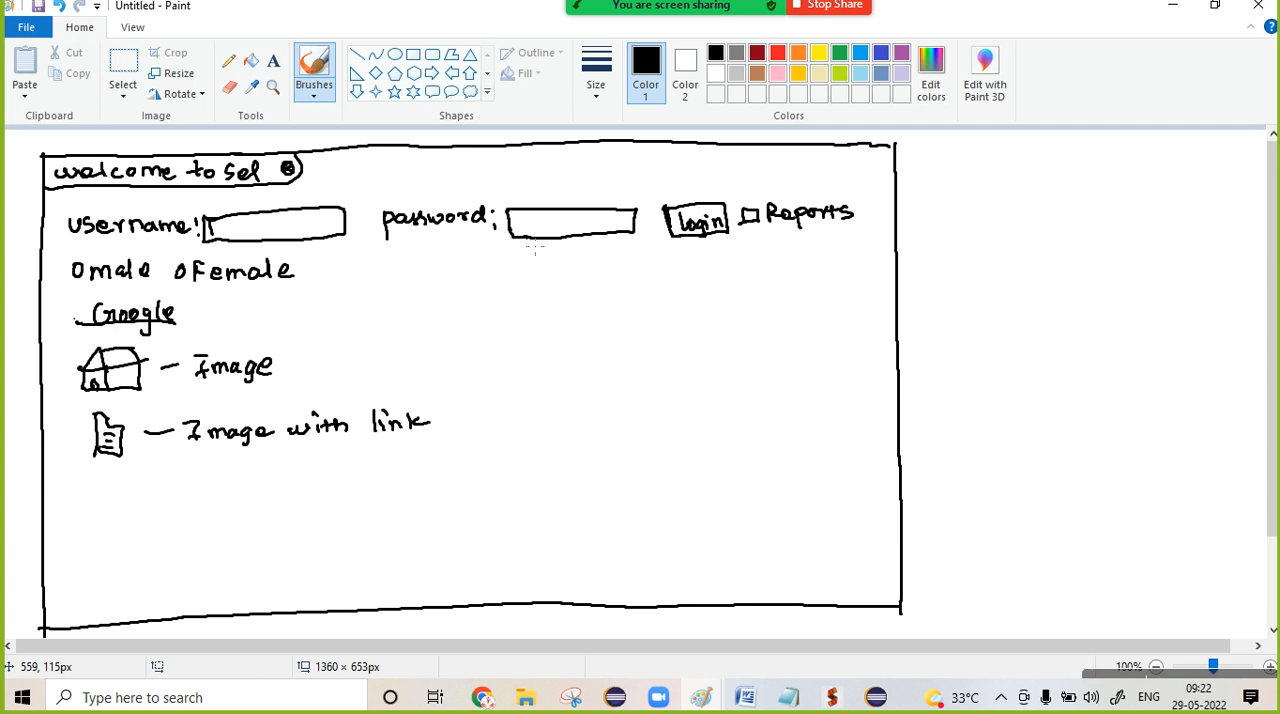 Untitled - Paint
You are screen sharing
Stop Share
File Home View
Paste
Cut
Copy
Clipboard
Select
Crop
Resize
Rotate
Image
Tools
Brushes
Shapes
Outline
Fill
Size
Color 1
Color 2
Edit colors
Colors
Edit with Paint 3D
welcome to sel
username: password: login Reports
male Female
Google
- Image
- Image with link
559, 115px 1360 × 653px 100%
Type here to search
33°C ENG 09:22
29-05-2022